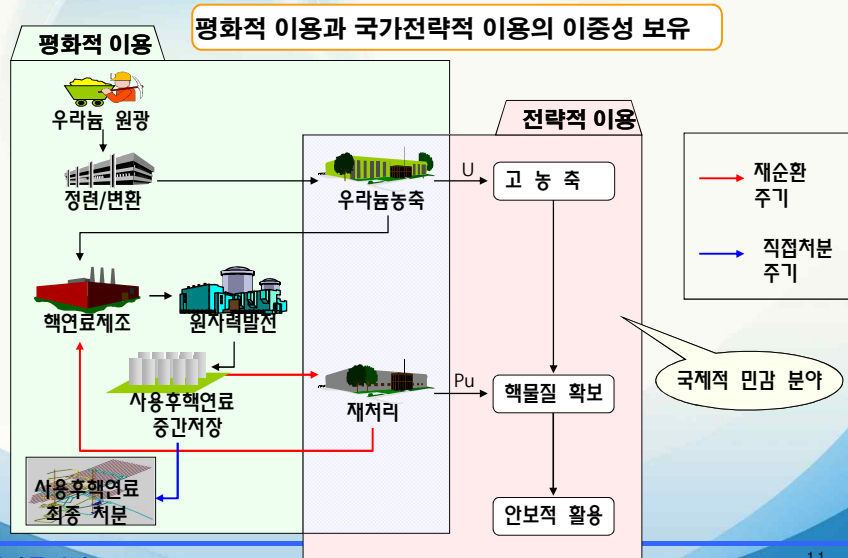 평화적 이용과 국가전략적 이용의 이중성 보유
평화적 이용
우라늄 원광
정련/변환
우라늄농축
U
전략적 이용
고 농 축
재순환
주기
직접처분
주기
핵연료제조
원자력발전
사용후핵연료
중간저장
재처리
Pu
핵물질 확보
국제적 민감 분야
사용후핵연료
최종 처분
안보적 활용
11